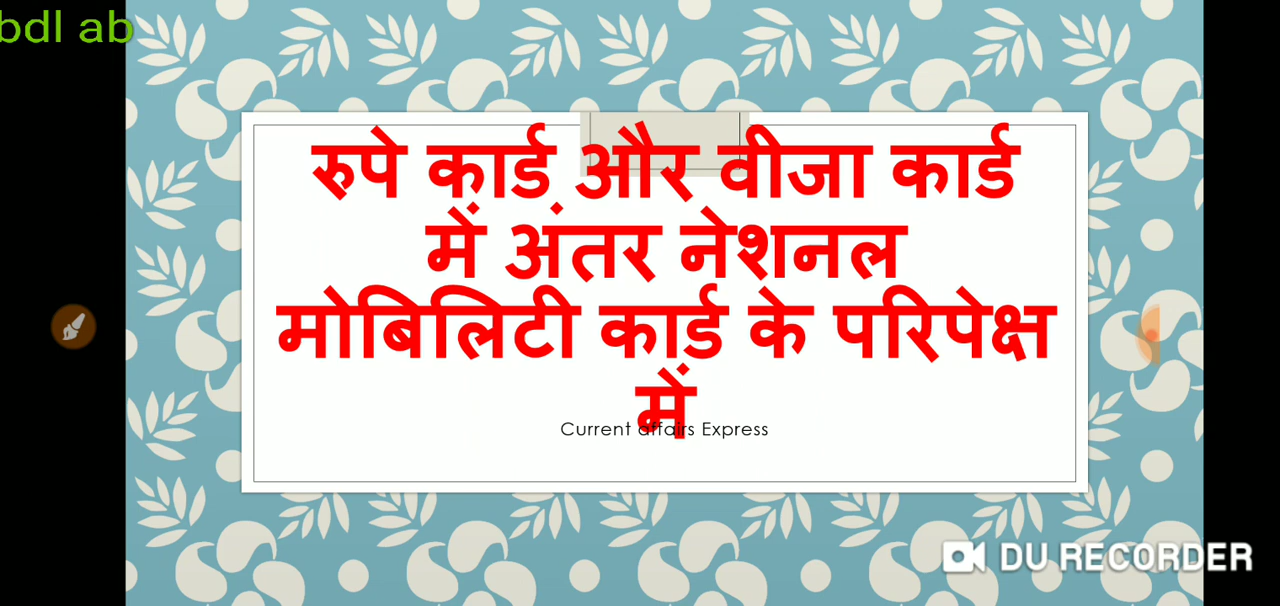 bdl ab
रुपे कार्ड और वीजा कार्ड
में अंतर नेशनल
मोबिलिटी कार्ड के परिपेक्ष
में
Current affairs Express
DU RECORDER